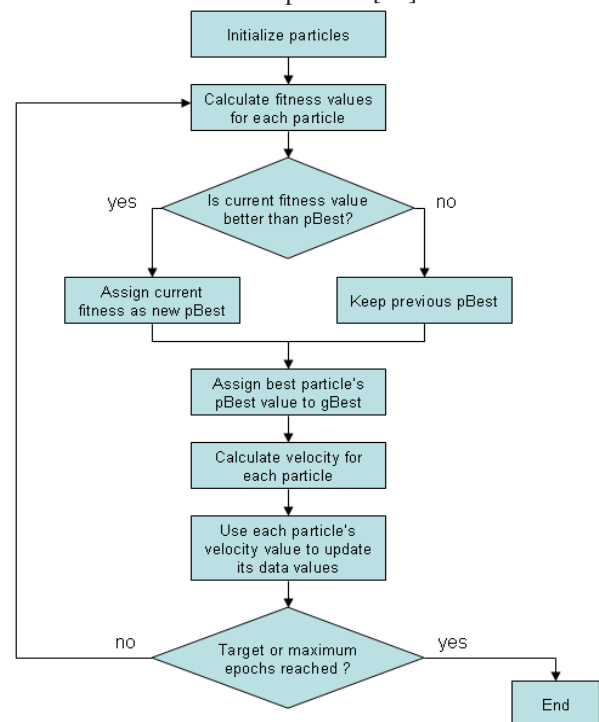 Initialize particles
Calculate fitness values
for each particle
Is current fitness value
better than pBest?
yes
no
Assign current
fitness as new pBest
Keep previous pBest
Assign best particle's
pBest value to gBest
Calculate velocity for
each particle
Use each particle's
velocity value to update
its data values
Target or maximum
epochs reached ?
no
yes
End